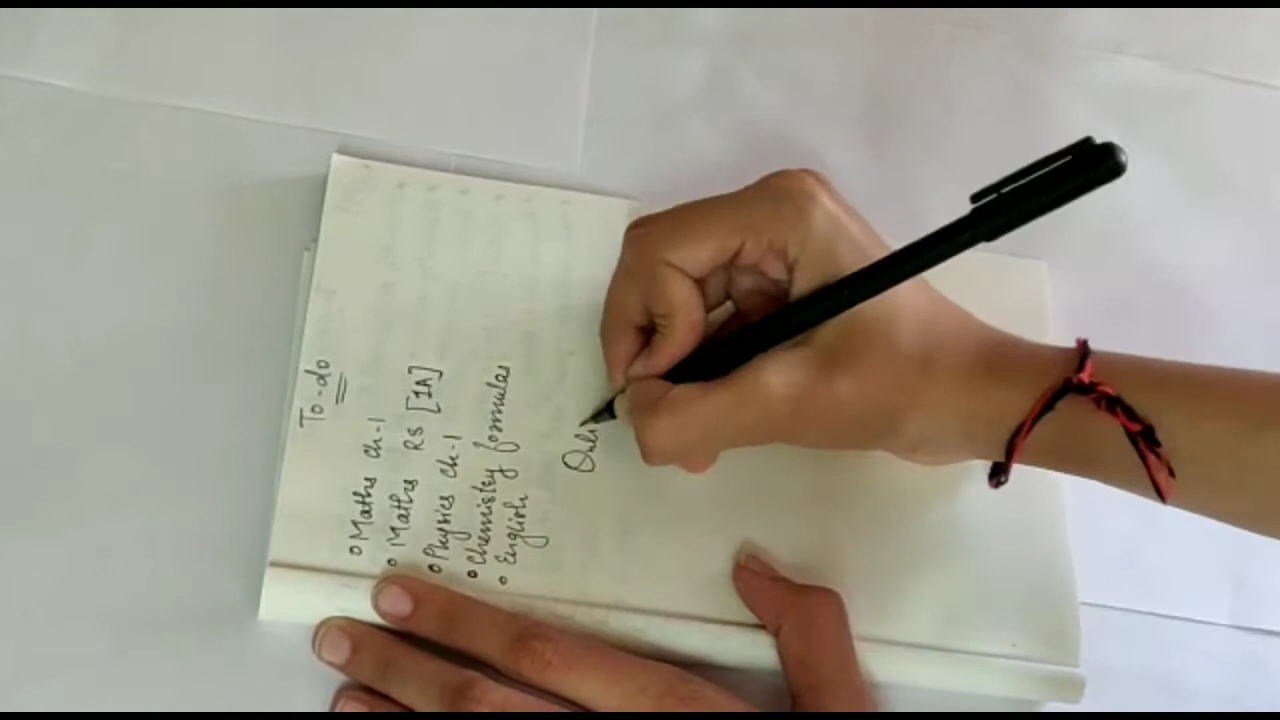 To-do
• Maths ch-1
• Maths RS [IA]
• Physics ch-1
• Chemistry formulas
• English